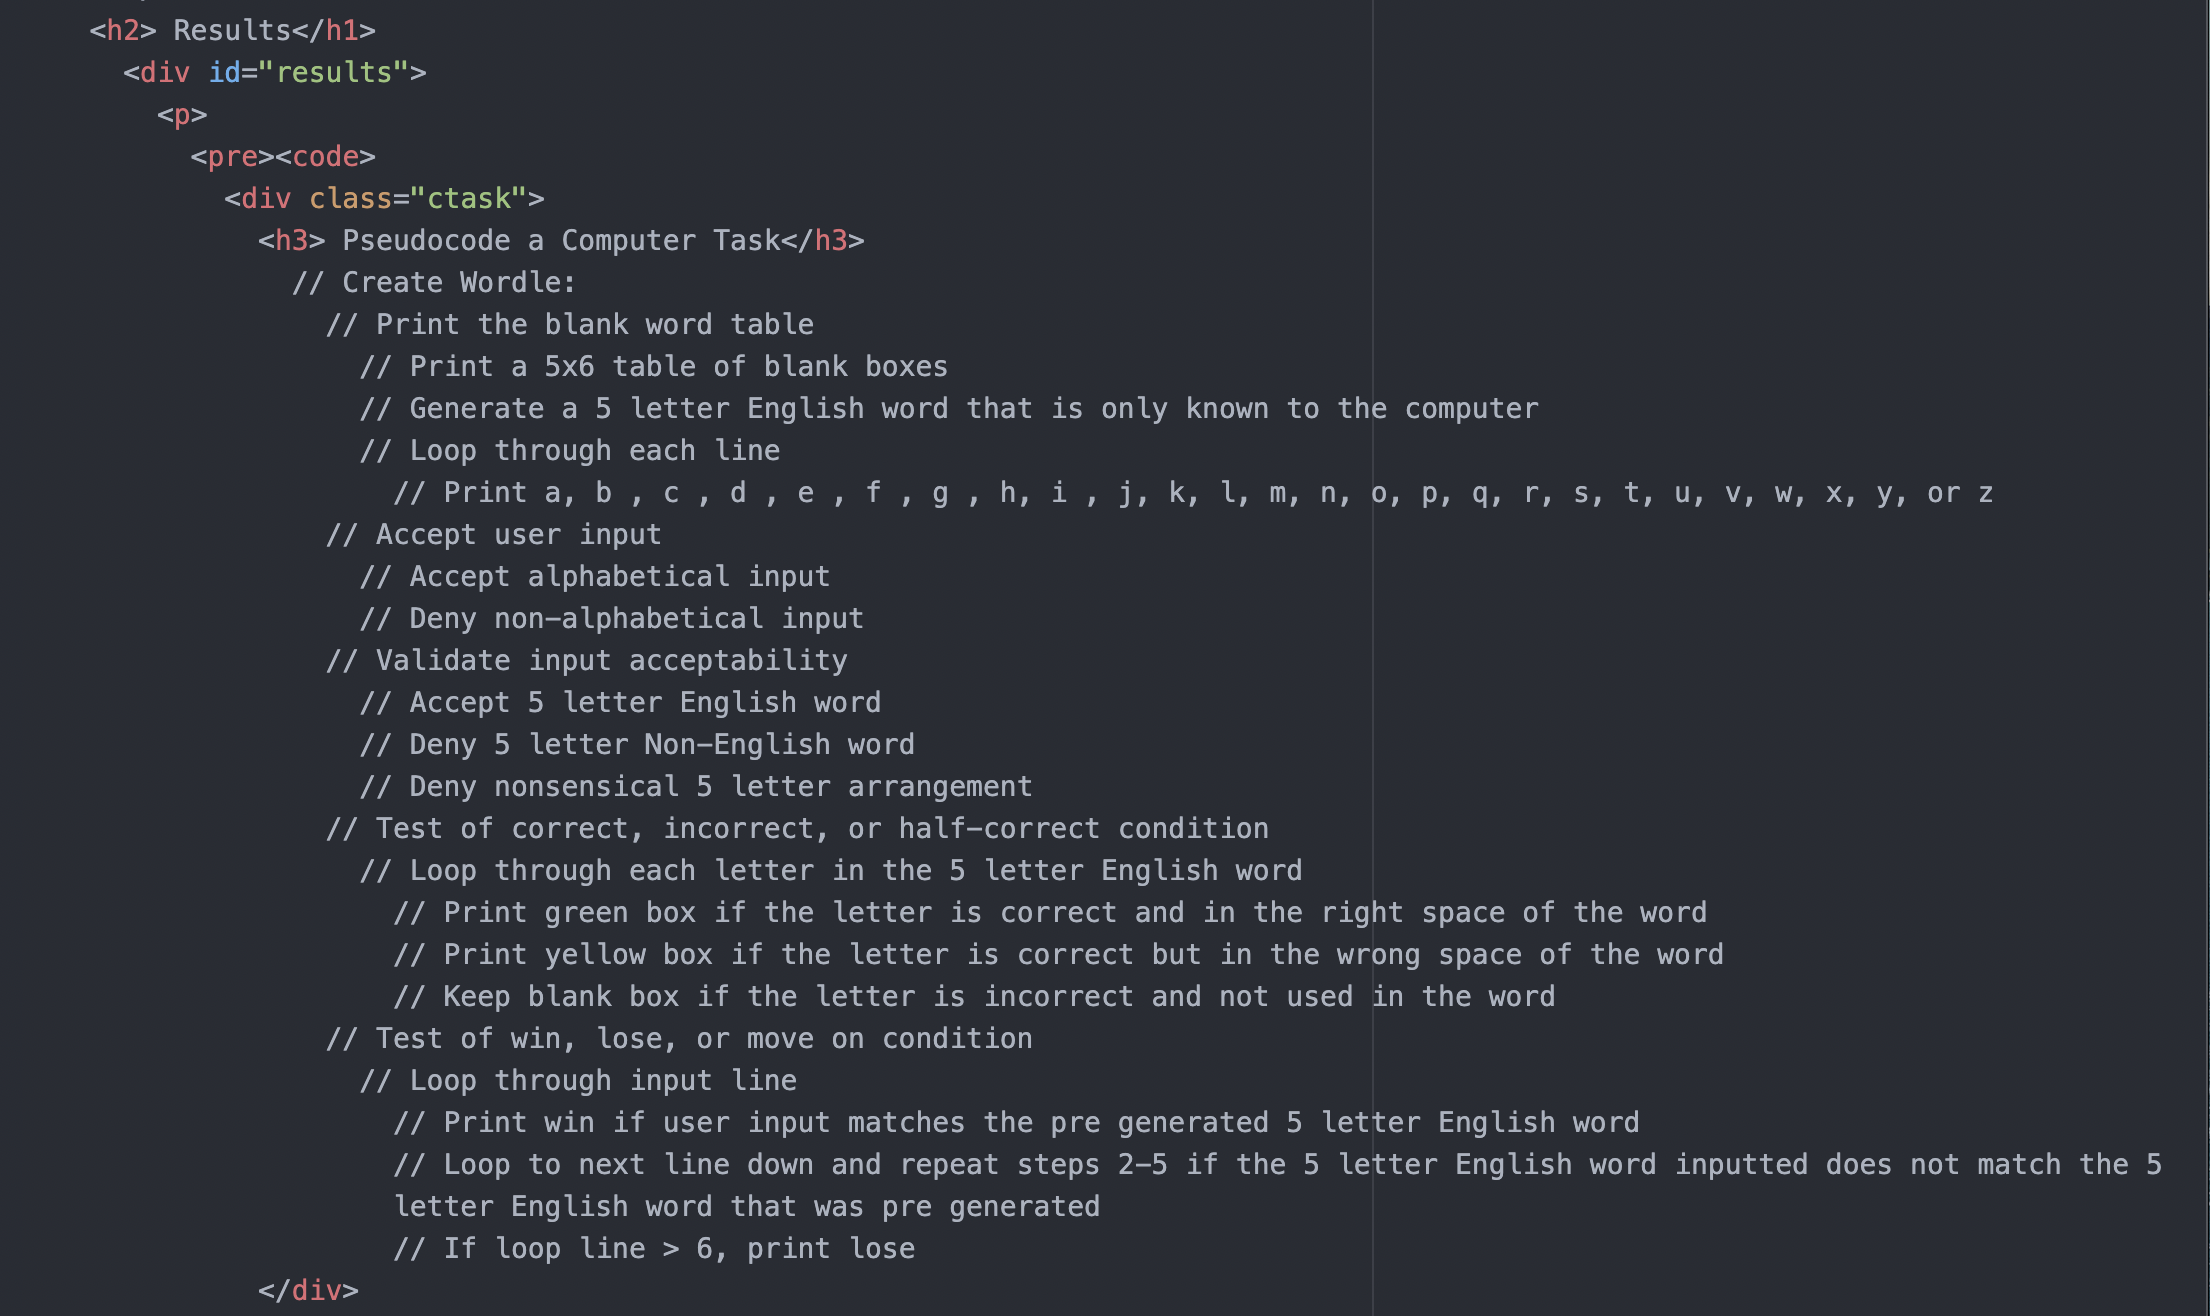 <h2> Results</h1>
<div id="results">
<p>
<pre><code>
<div class="ctask">
<h3> Pseudocode a Computer Task</h3>
// Create Wordle:
// Print the blank word table
// Print a 5x6 table of blank boxes
// Generate a 5 letter English word that is only known to the computer
// Loop through each line
// Print a, b , c , d , e , f , g , h, i , j, k, l, m, n, o, p, q, r, s, t, u, v, w, x, y, or z
// Accept user input
// Accept alphabetical input
// Deny non-alphabetical input
// Validate input acceptability
// Accept 5 letter English word
// Deny 5 letter Non-English word
// Deny nonsensical 5 letter arrangement
// Test of correct, incorrect, or half-correct condition
// Loop through each letter in the 5 letter English word
// Print green box if the letter is correct and in the right space of the word
// Print yellow box if the letter is correct but in the wrong space of the word
// Keep blank box if the letter is incorrect and not used in the word
// Test of win, lose, or move on condition
// Loop through input line
// Print win if user input matches the pre generated 5 letter English word
// Loop to next line down and repeat steps 2-5 if the 5 letter English word inputted does not match the 5
letter English word that was pre generated
// If loop line > 6, print lose
</div>